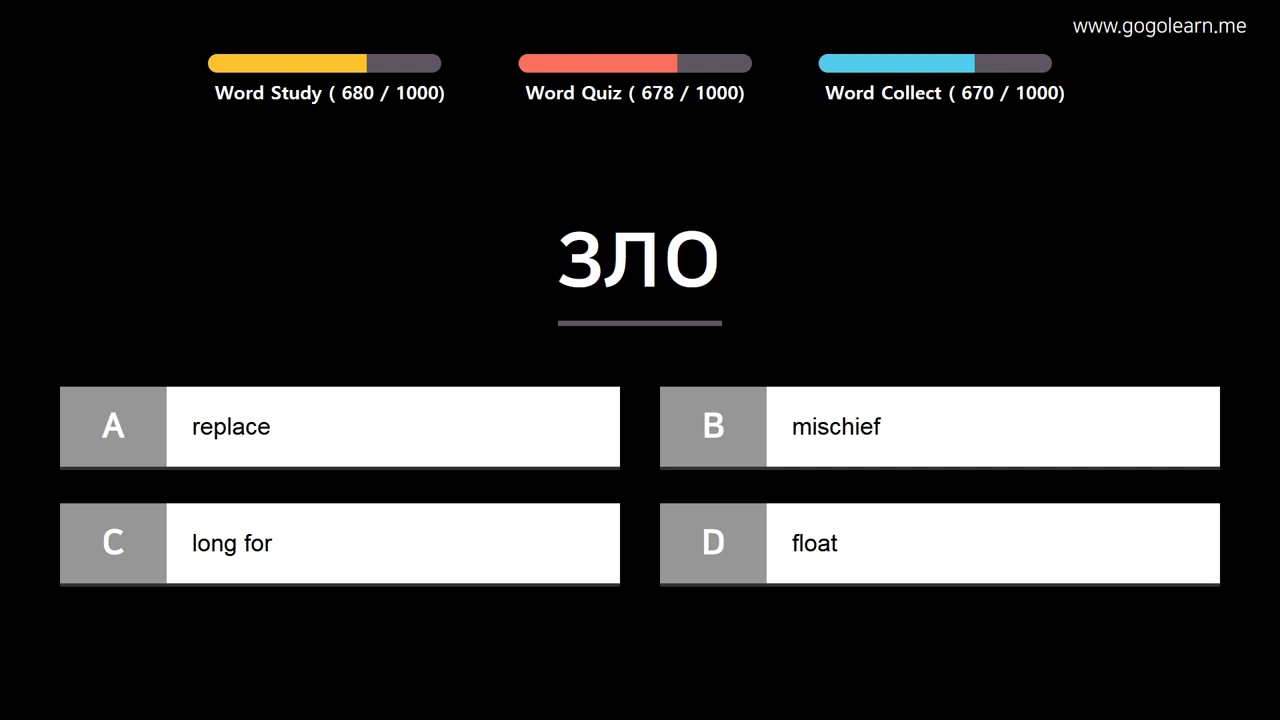 www.gogolearn.me
Word Study ( 680 / 1000)
Word Quiz ( 678 / 1000)
Word Collect ( 670 / 1000)
зло
A replace
B mischief
C long for
D float